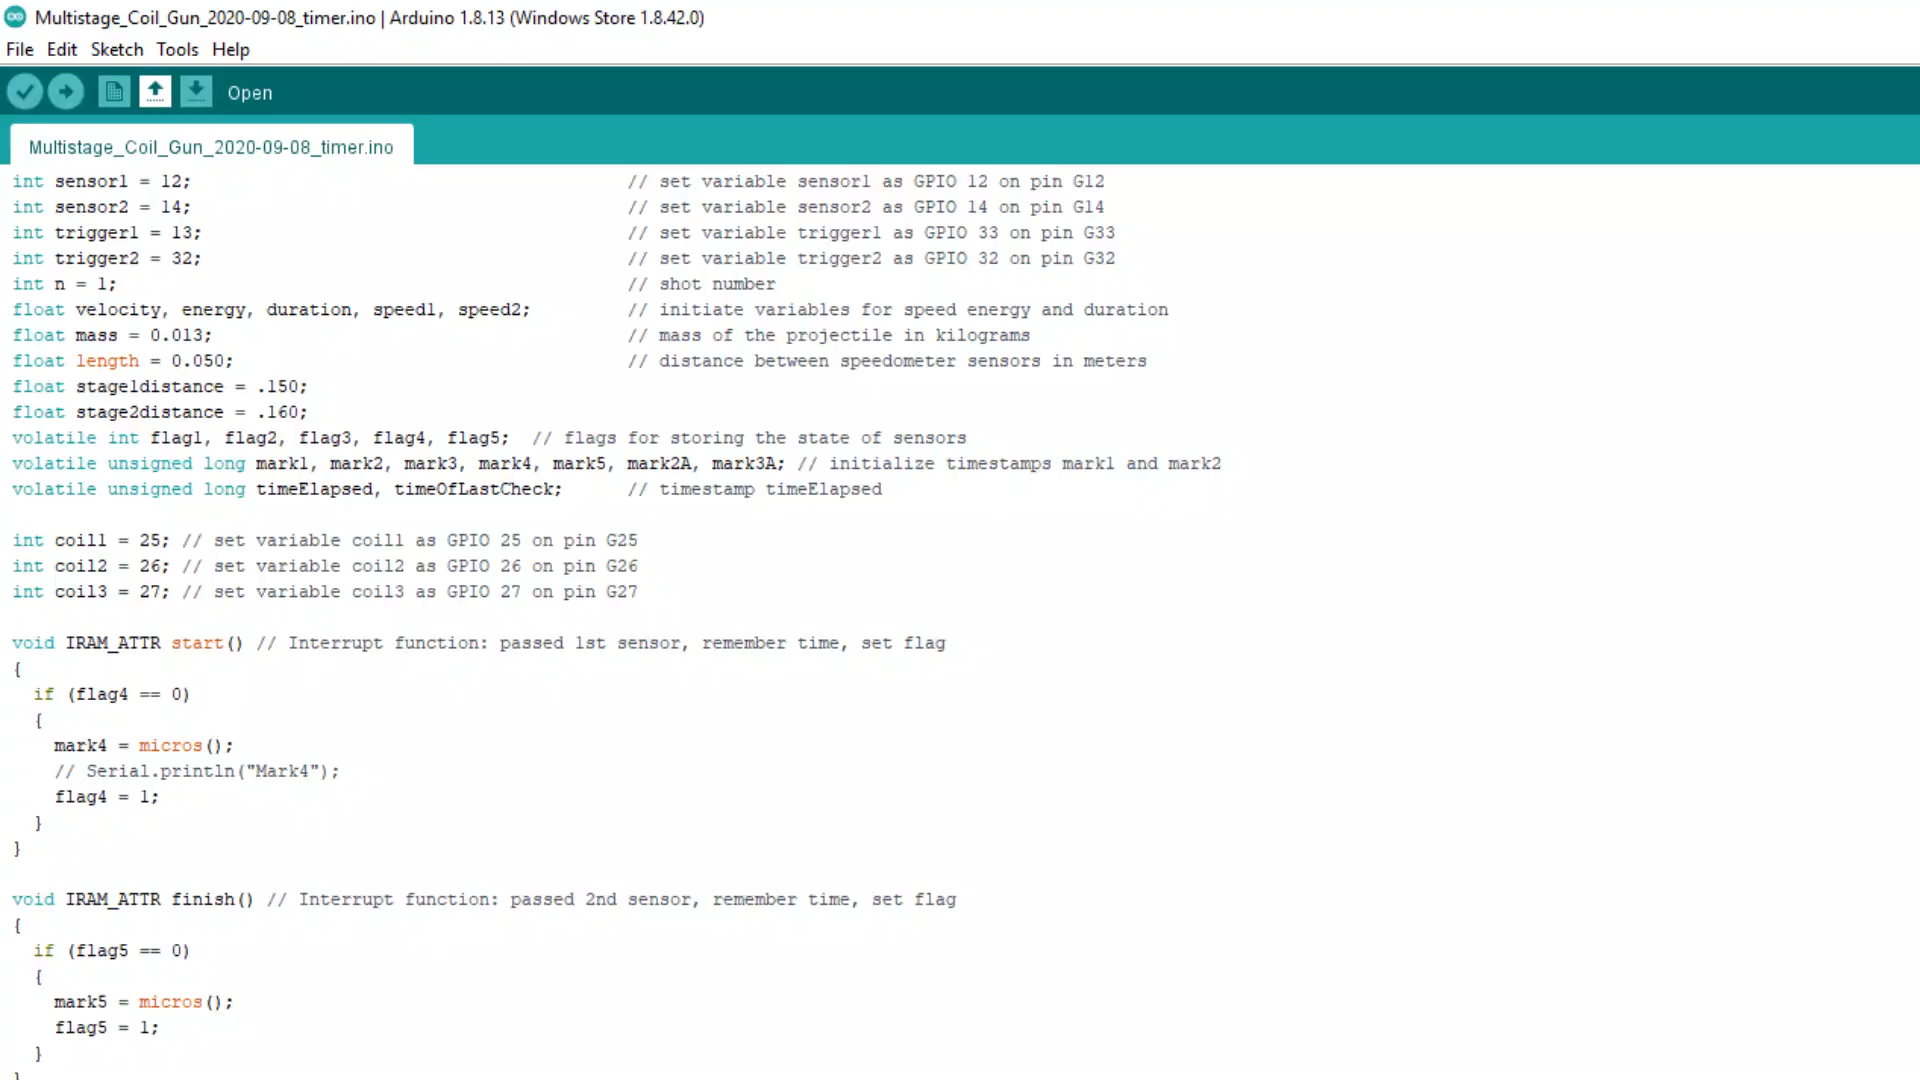 Multistage_Coil_Gun_2020-09-08_timer.ino | Arduino 1.8.13 (Windows Store 1.8.42.0)
File Edit Sketch Tools Help
Open
Multistage_Coil_Gun_2020-09-08_timer.ino
int sensor1 = 12; // set variable sensor1 as GPIO 12 on pin G12
int sensor2 = 14; // set variable sensor2 as GPIO 14 on pin G14
int trigger1 = 13; // set variable trigger1 as GPIO 33 on pin G33
int trigger2 = 32; // set variable trigger2 as GPIO 32 on pin G32
int n = 1; // shot number
float velocity, energy, duration, speed1, speed2; // initiate variables for speed energy and duration
float mass = 0.013; // mass of the projectile in kilograms
float length = 0.050; // distance between speedometer sensors in meters
float stage1distance = .150;
float stage2distance = .160;
volatile int flag1, flag2, flag3, flag4, flag5; // flags for storing the state of sensors
volatile unsigned long mark1, mark2, mark3, mark4, mark5, mark2A, mark3A; // initialize timestamps mark1 and mark2
volatile unsigned long timeElapsed, timeOfLastCheck; // timestamp timeElapsed
int coil1 = 25; // set variable coil1 as GPIO 25 on pin G25
int coil2 = 26; // set variable coil2 as GPIO 26 on pin G26
int coil3 = 27; // set variable coil3 as GPIO 27 on pin G27
void IRAM_ATTR start() // Interrupt function: passed 1st sensor, remember time, set flag
{
if (flag4 == 0)
{
mark4 = micros();
// Serial.println("Mark4");
flag4 = 1;
}
}
void IRAM_ATTR finish() // Interrupt function: passed 2nd sensor, remember time, set flag
{
if (flag5 == 0)
{
mark5 = micros();
flag5 = 1;
}
}